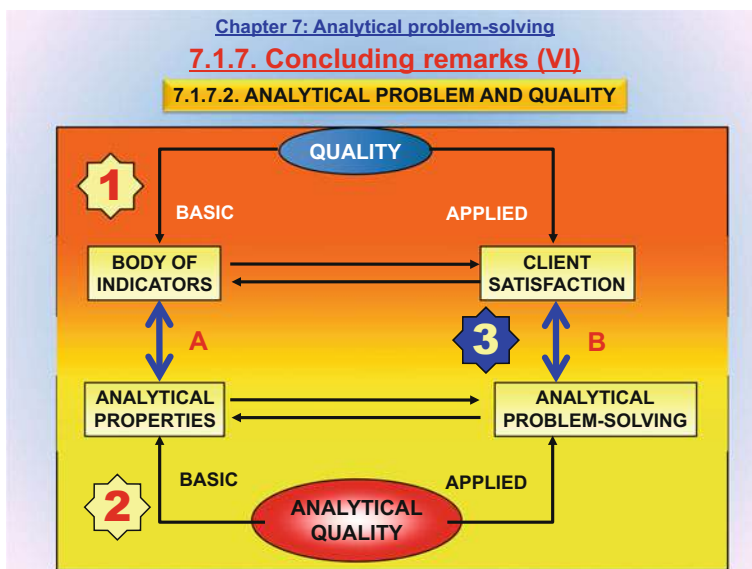 Chapter 7: Analytical problem-solving
7.1.7. Concluding remarks (VI)
7.1.7.2. ANALYTICAL PROBLEM AND QUALITY
QUALITY
1
BASIC
APPLIED
BODY OF
INDICATORS
CLIENT
SATISFACTION
A
3
B
ANALYTICAL
PROPERTIES
ANALYTICAL
PROBLEM-SOLVING
BASIC
APPLIED
2
ANALYTICAL
QUALITY